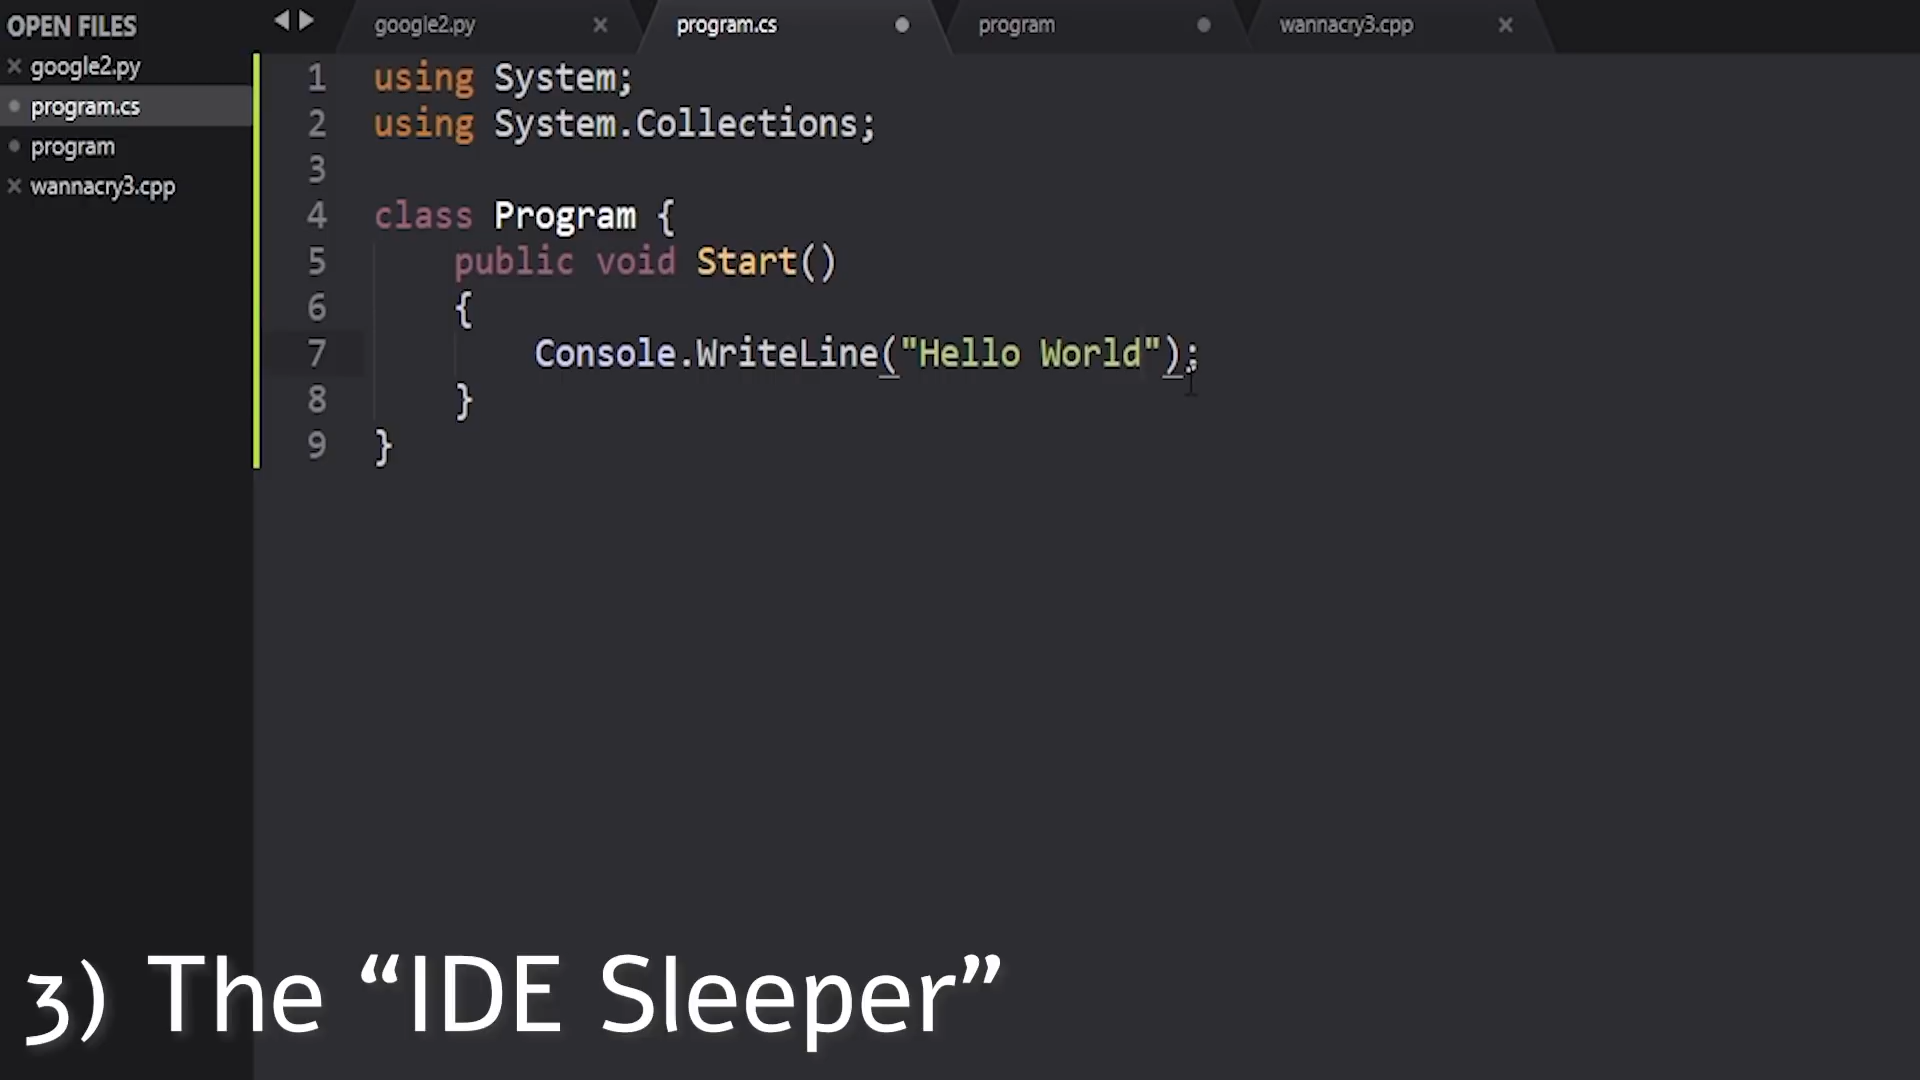 OPEN FILES
google2.py
program.cs
program
wannacry3.cpp
google2.py program.cs program wannacry3.cpp
1 using System;
2 using System.Collections;
3
4 class Program {
5 public void Start()
6 {
7 Console.WriteLine("Hello World");
8 }
9 }
3) The “IDE Sleeper”